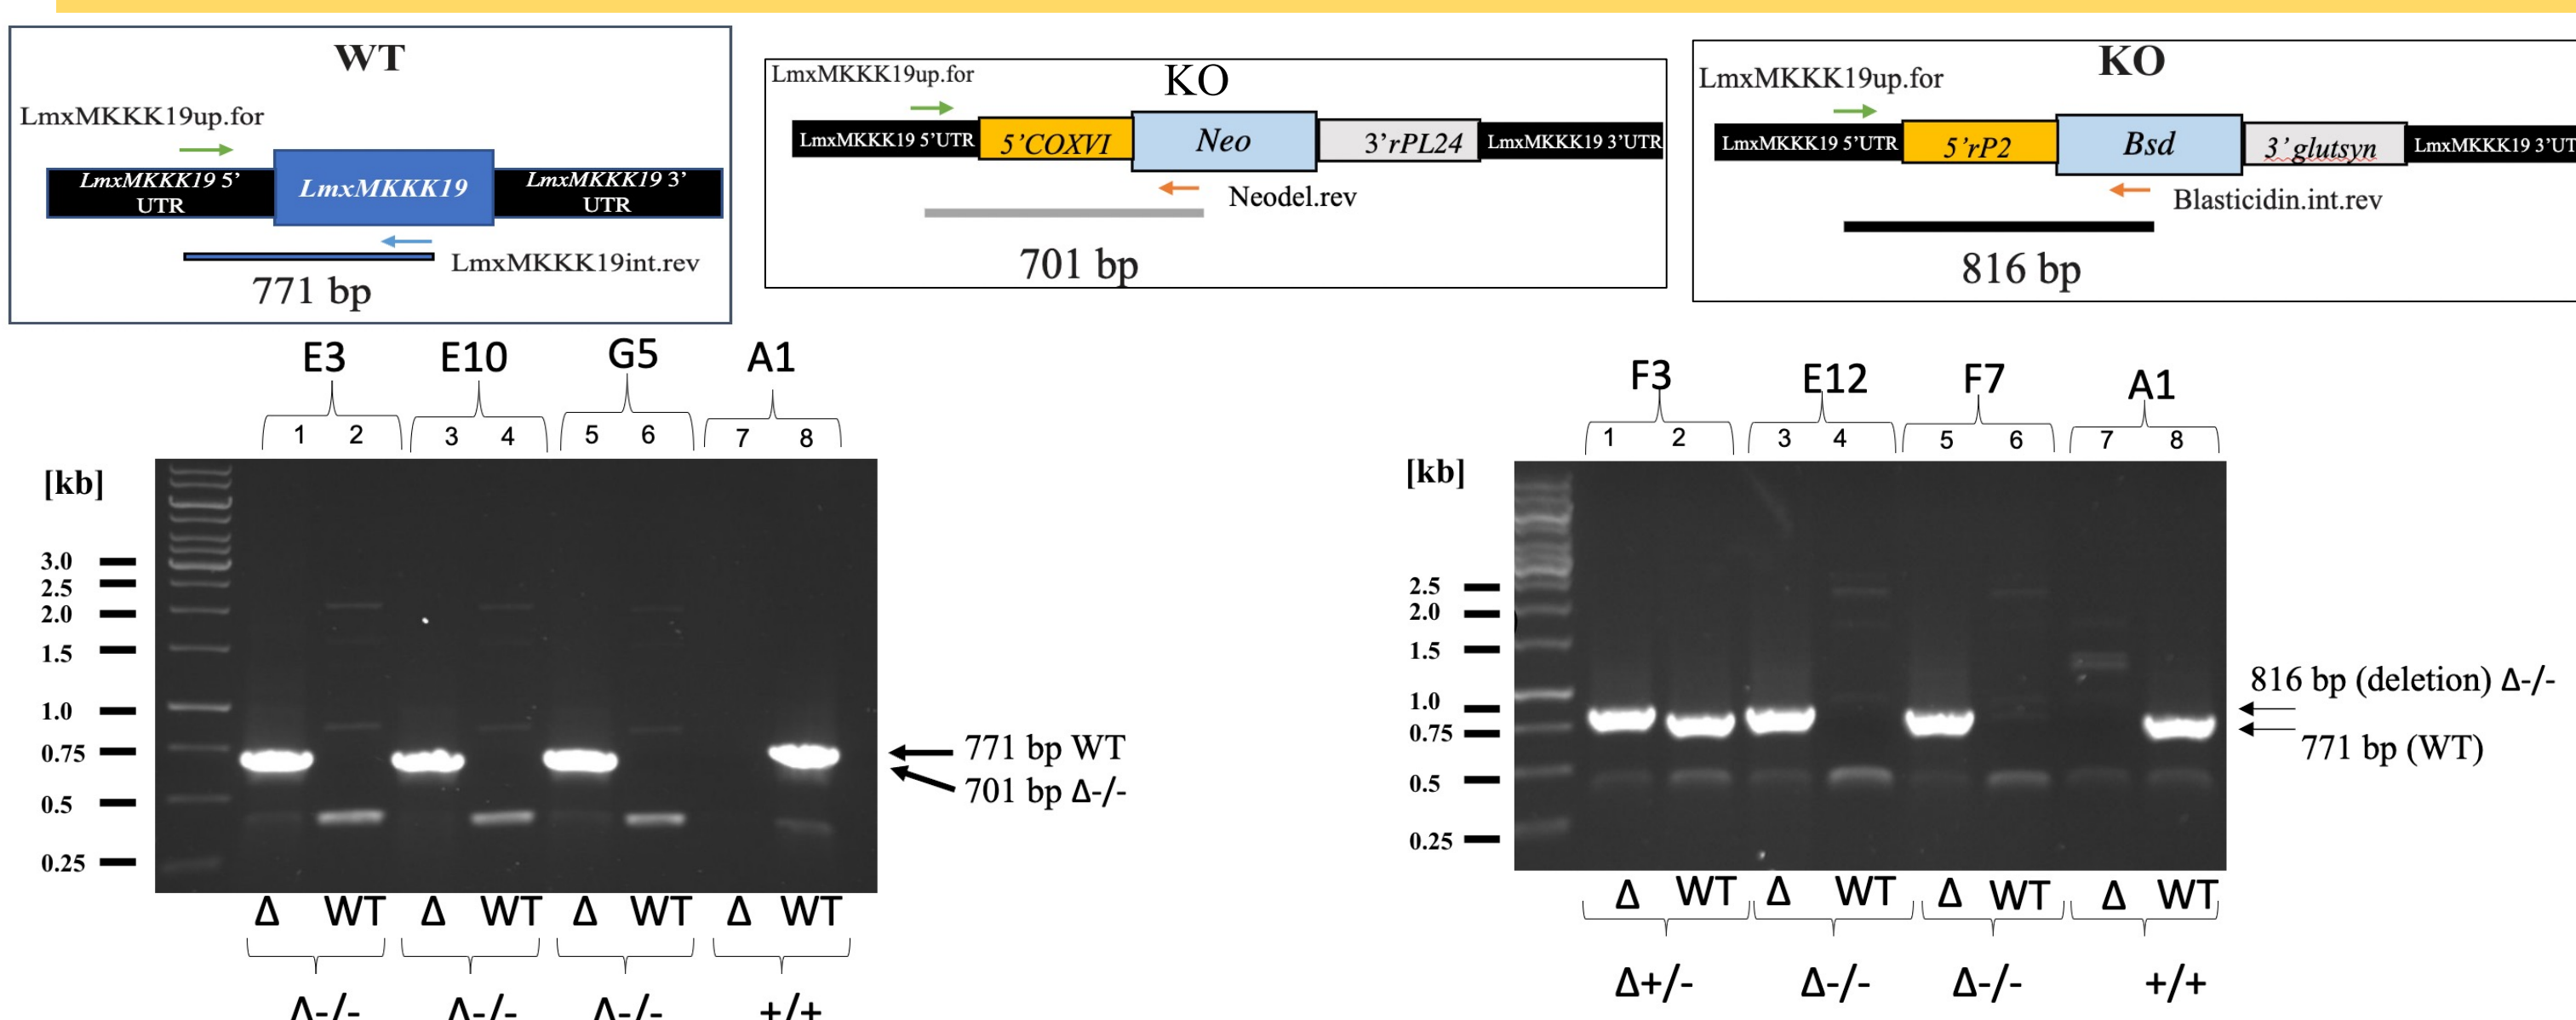 WT
LmxMKKK19up.for
LmxMKKK19 5’
UTR
LmxMKKK19
LmxMKKK19 3’
UTR
LmxMKKK19int.rev
771 bp
LmxMKKK19up.for
KO
LmxMKKK19 5’UTR
5’COXVI
Neo
3’rPL24
LmxMKKK19 3’UTR
Neodel.rev
701 bp
KO
LmxMKKK19up.for
LmxMKKK19 5’UTR
5’rP2
Bsd
3’glutsyn
LmxMKKK19 3’UT
Blasticidin.int.rev
816 bp
E3 E10 G5 A1
1 2 3 4 5 6 7 8
[kb]
3.0
2.5
2.0
1.5
1.0
0.75
0.5
0.25
771 bp WT
701 bp Δ-/-
Δ WT Δ WT Δ WT Δ WT
Δ-/- Δ-/- Δ-/- +/+
F3 E12 F7 A1
1 2 3 4 5 6 7 8
[kb]
2.5
2.0
1.5
1.0
0.75
0.5
0.25
816 bp (deletion) Δ-/-
771 bp (WT)
Δ WT Δ WT Δ WT Δ WT
Δ+/- Δ-/- Δ-/- +/+